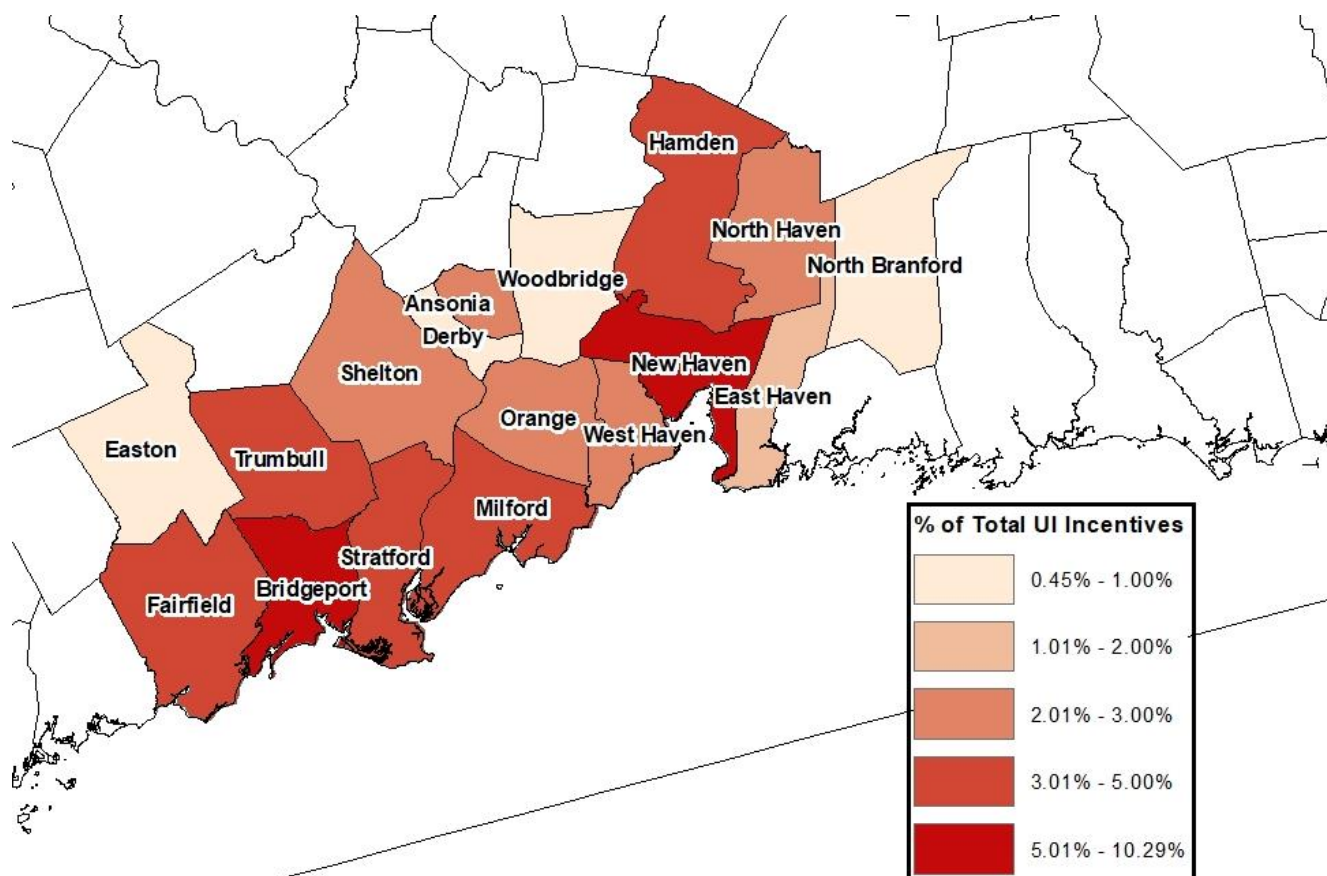 Hamden
North Haven
North Branford
Woodbridge
Ansonia
Derby
New Haven
Shelton
East Haven
Orange
West Haven
Easton
Trumbull
Milford
Stratford
Bridgeport
Fairfield
% of Total UI Incentives
0.45% - 1.00%
1.01% - 2.00%
2.01% - 3.00%
3.01% - 5.00%
5.01% - 10.29%